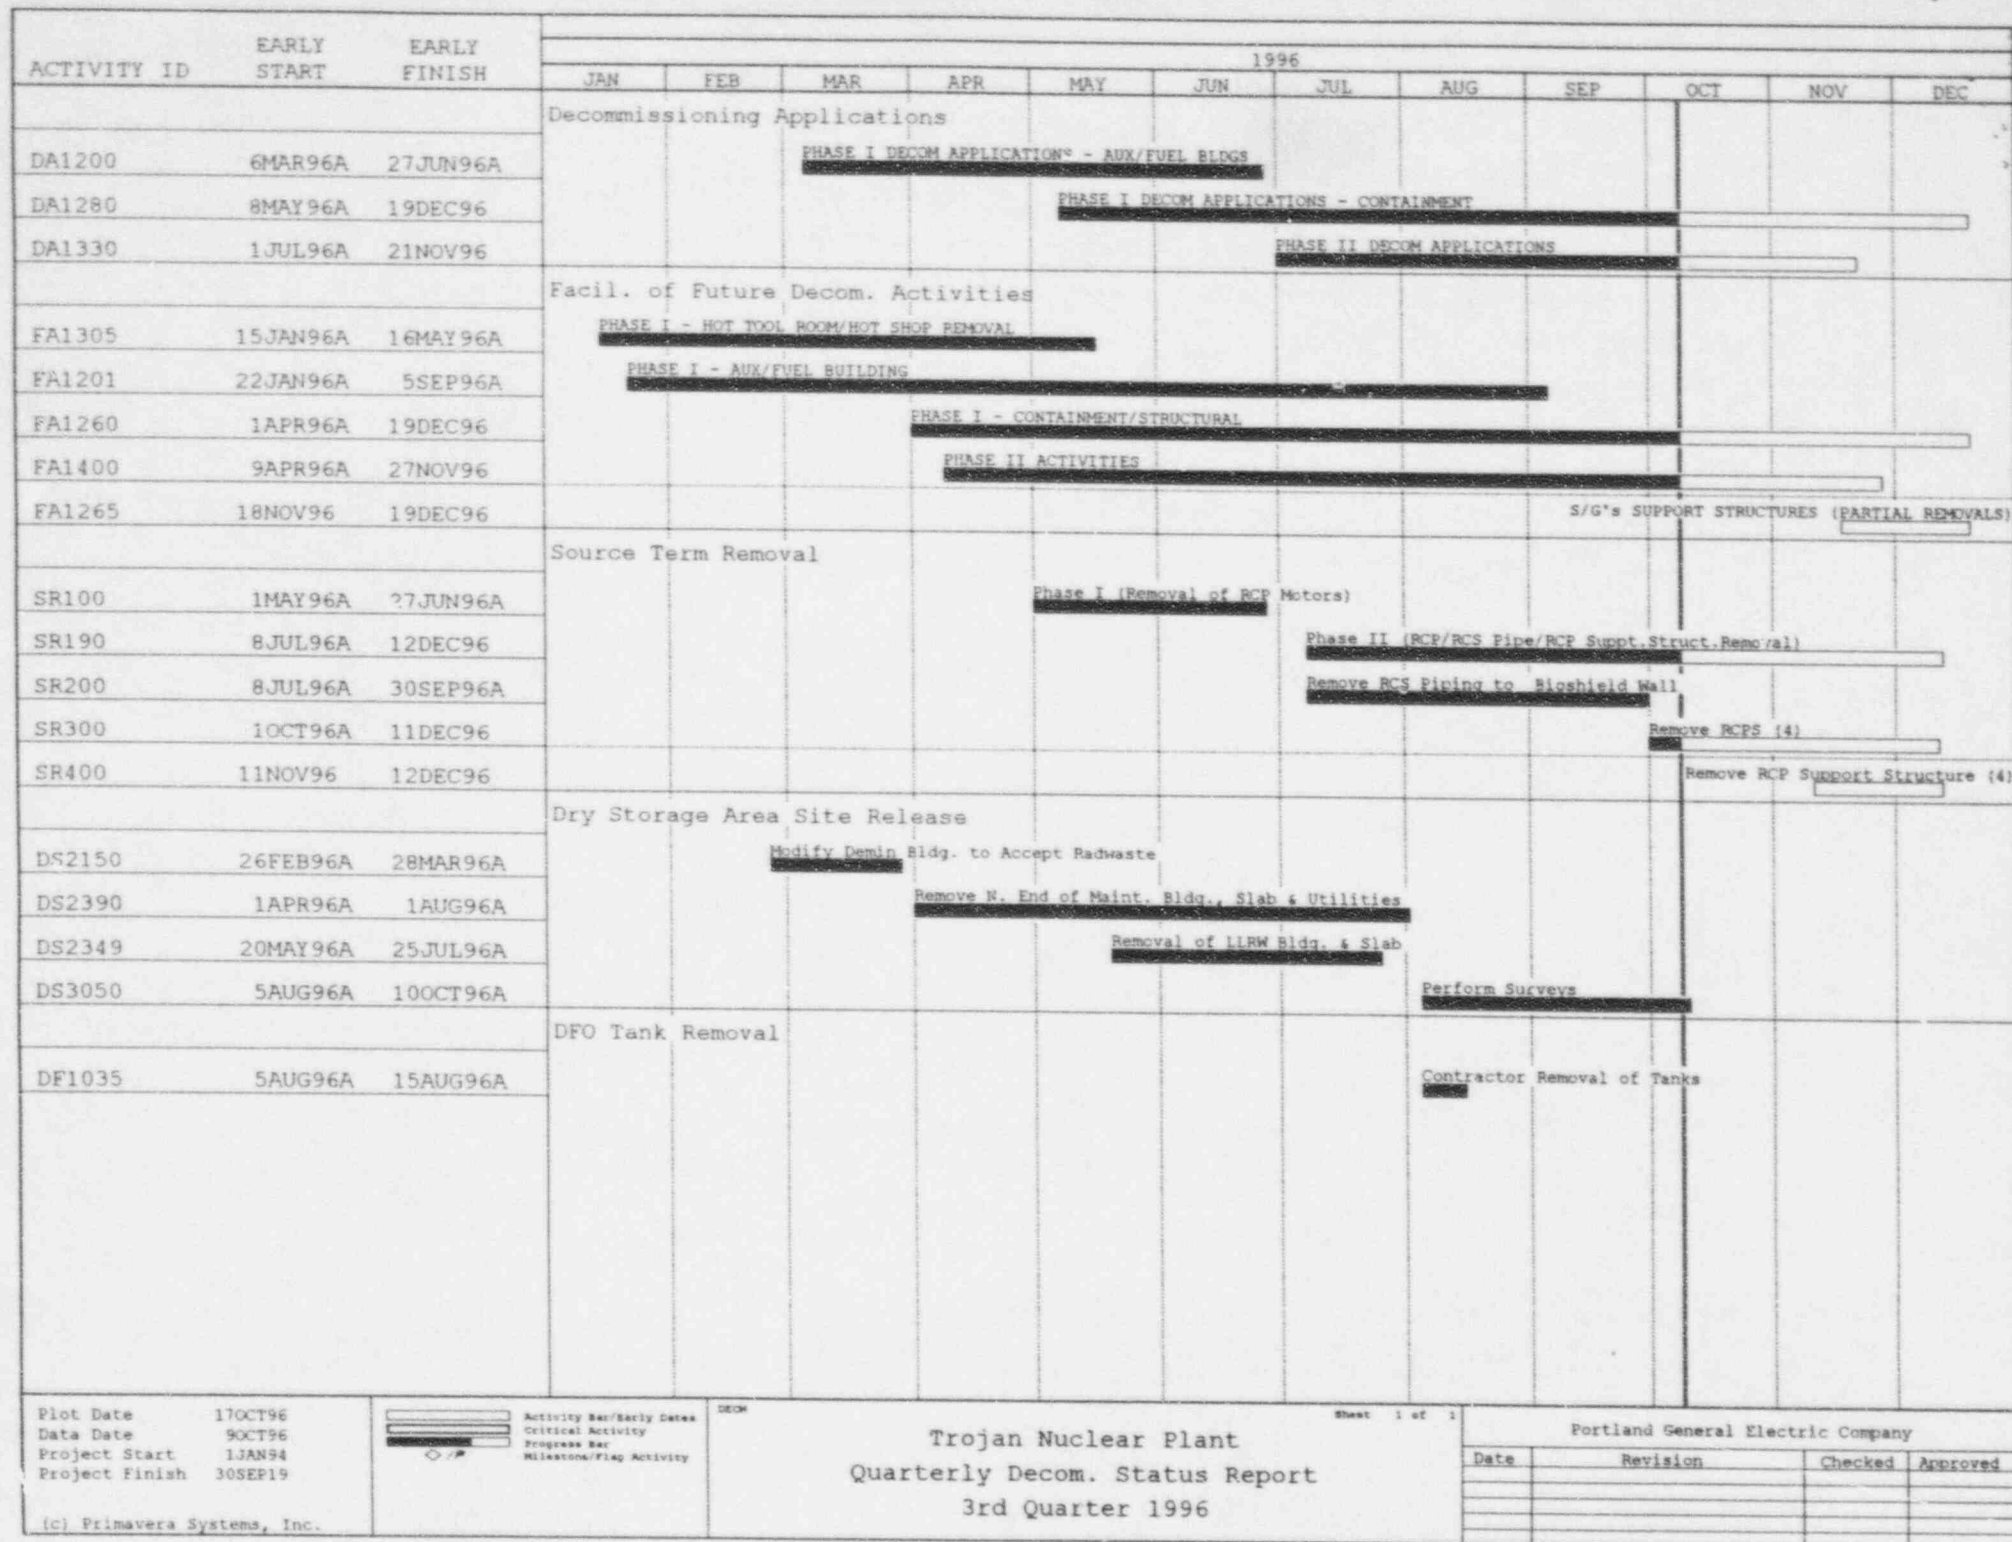 EARLY EARLY
ACTIVITY ID START FINISH
1996
JAN FEB MAR APR MAY JUN JUL AUG SEP OCT NOV DEC
Decommissioning Applications
DA1200 6MAR96A 27JUN96A PHASE I DECOM APPLICATIONS - AUX/FUEL BLDGS
DA1280 8MAY96A 19DEC96 PHASE I DECOM APPLICATIONS - CONTAINMENT
DA1330 1JUL96A 21NOV96 PHASE II DECOM APPLICATIONS
Facil. of Future Decom. Activities
FA1305 15JAN96A 16MAY96A PHASE I - HOT TOOL ROOM/HOT SHOP REMOVAL
FA1201 22JAN96A 5SEP96A PHASE I - AUX/FUEL BUILDING
FA1260 1APR96A 19DEC96 PHASE I - CONTAINMENT/STRUCTURAL
FA1400 9APR96A 27NOV96 PHASE II ACTIVITIES
FA1265 18NOV96 19DEC96 S/G's SUPPORT STRUCTURES (PARTIAL REMOVALS)
Source Term Removal
SR100 1MAY96A 27JUN96A Phase I (Removal of RCP Motors)
SR190 8JUL96A 12DEC96 Phase II (RCP/RCS Pipe/RCP Suppt.Struct.Removal)
SR200 8JUL96A 30SEP96A Remove RCS Piping to Bioshield Wall
SR300 1OCT96A 11DEC96 Remove RCPS (4)
SR400 11NOV96 12DEC96 Remove RCP Support Structure (4)
Dry Storage Area Site Release
DS2150 26FEB96A 28MAR96A Modify Demin Bldg. to Accept Radwaste
DS2390 1APR96A 1AUG96A Remove N. End of Maint. Bldg., Slab & Utilities
DS2349 20MAY96A 25JUL96A Removal of LLRW Bldg. & Slab
DS3050 5AUG96A 10OCT96A Perform Surveys
DFO Tank Removal
DF1035 5AUG96A 15AUG96A Contractor Removal of Tanks
Plot Date 17OCT96
Data Date 9OCT96
Project Start 1JAN94
Project Finish 30SEP19
(c) Primavera Systems, Inc.
Activity Bar/Early Dates
Critical Activity
Progress Bar
Milestone/Flag Activity
DECM
Sheet 1 of 1
Trojan Nuclear Plant
Quarterly Decom. Status Report
3rd Quarter 1996
Portland General Electric Company
Date Revision Checked Approved